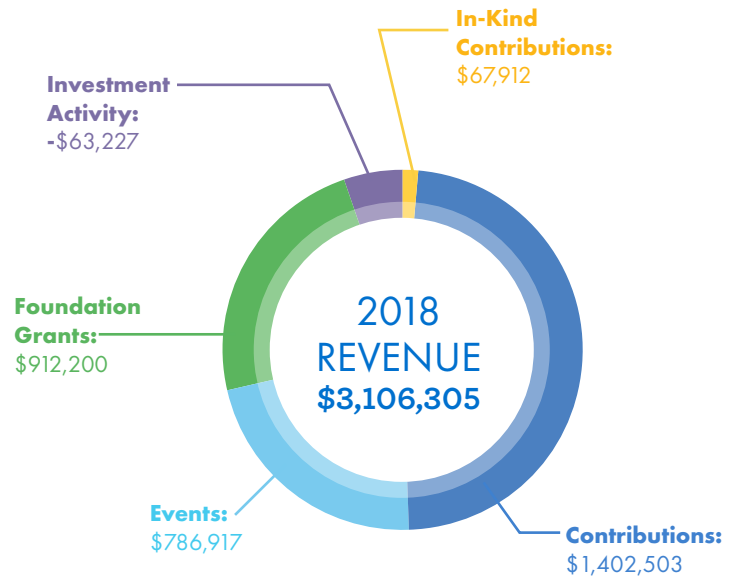 In-Kind
Contributions:
$67,912
Investment
Activity:
-$63,227
Foundation
Grants:
$912,200
2018
REVENUE
$3,106,305
Events:
$786,917
Contributions:
$1,402,503